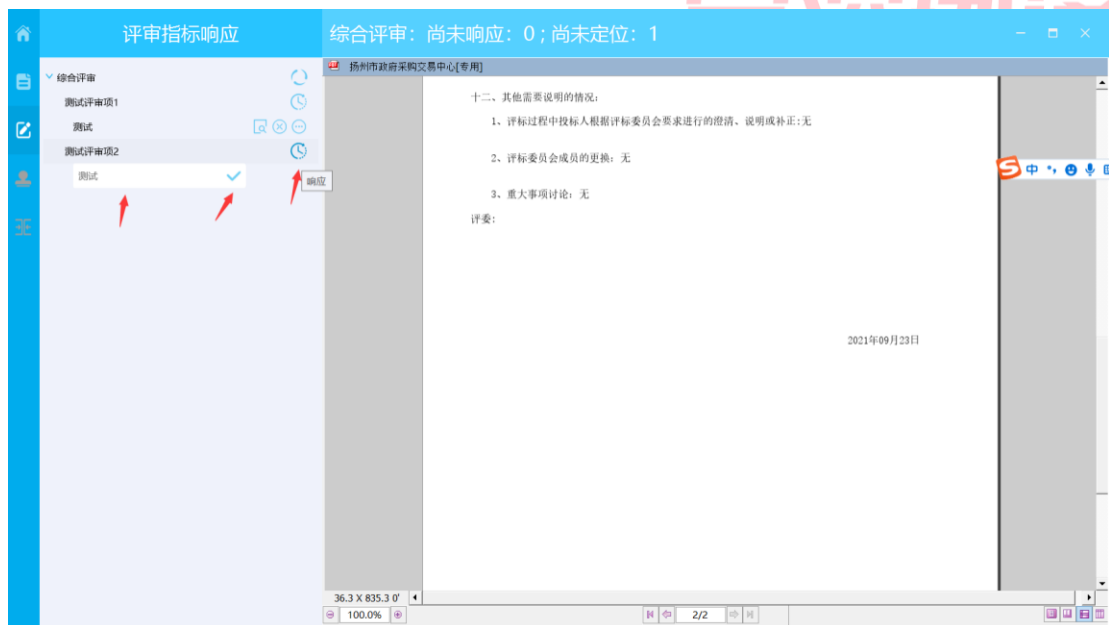 评审指标响应
综合评审：尚未响应：0；尚未定位：1
综合评审
测试评审项1
测试
测试评审项2
测试
响应
扬州市政府采购交易中心[专用]
十二、其他需要说明的情况：
1、评标过程中投标人根据评标委员会要求进行的澄清、说明或补正:无
2、评标委员会成员的更换：无
3、重大事项讨论：无
评委：
2021年09月23日
中
36.3 X 835.3 0'
100.0%
2/2